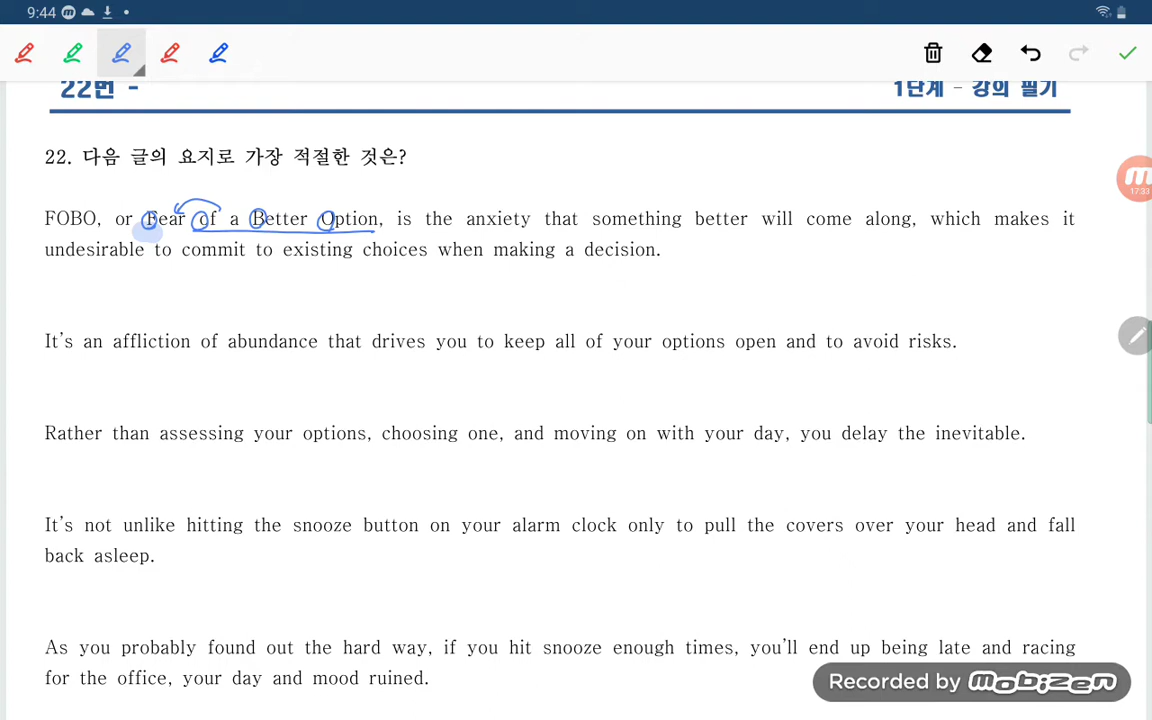 9:44
22번 -
1단계 - 강의 필기
22. 다음 글의 요지로 가장 적절한 것은?
FOBO, or Fear of a Better Option, is the anxiety that something better will come along, which makes it
undesirable to commit to existing choices when making a decision.
17:33
It's an affliction of abundance that drives you to keep all of your options open and to avoid risks.
Rather than assessing your options, choosing one, and moving on with your day, you delay the inevitable.
It's not unlike hitting the snooze button on your alarm clock only to pull the covers over your head and fall
back asleep.
As you probably found out the hard way, if you hit snooze enough times, you'll end up being late and racing
for the office, your day and mood ruined.
Recorded by mobizen